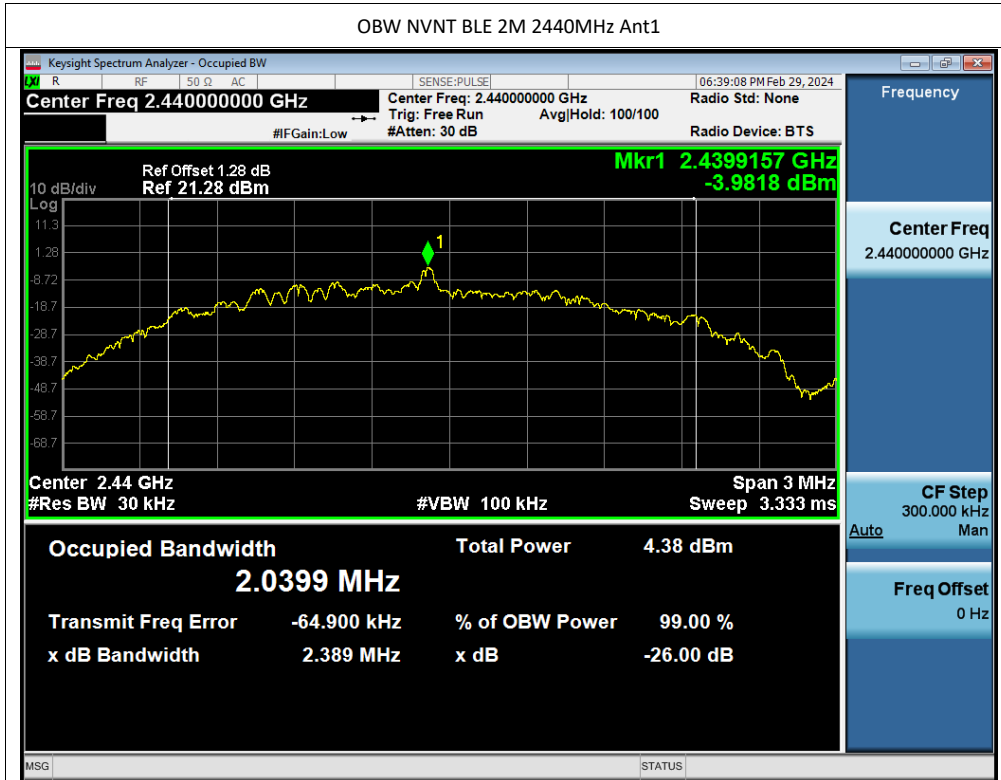 OBW NVNT BLE 2M 2440MHz Ant1
Keysight Spectrum Analyzer - Occupied BW
LXI R RF 50 Ω AC SENSE:PULSE 06:39:08 PM Feb 29, 2024
Center Freq 2.440000000 GHz Center Freq: 2.440000000 GHz Radio Std: None
Trig: Free Run Avg|Hold: 100/100
#IFGain:Low #Atten: 30 dB Radio Device: BTS
Mkr1 2.4399157 GHz
-3.9818 dBm
Ref Offset 1.28 dB
10 dB/div Ref 21.28 dBm
Log
11.3
1.28
-8.72
-18.7
-28.7
-38.7
-48.7
-58.7
-68.7
1
Center 2.44 GHz Span 3 MHz
#Res BW 30 kHz #VBW 100 kHz Sweep 3.333 ms
Occupied Bandwidth Total Power 4.38 dBm
2.0399 MHz
Transmit Freq Error -64.900 kHz % of OBW Power 99.00 %
x dB Bandwidth 2.389 MHz x dB -26.00 dB
Frequency
Center Freq
2.440000000 GHz
CF Step
300.000 kHz
Auto Man
Freq Offset
0 Hz
MSG STATUS